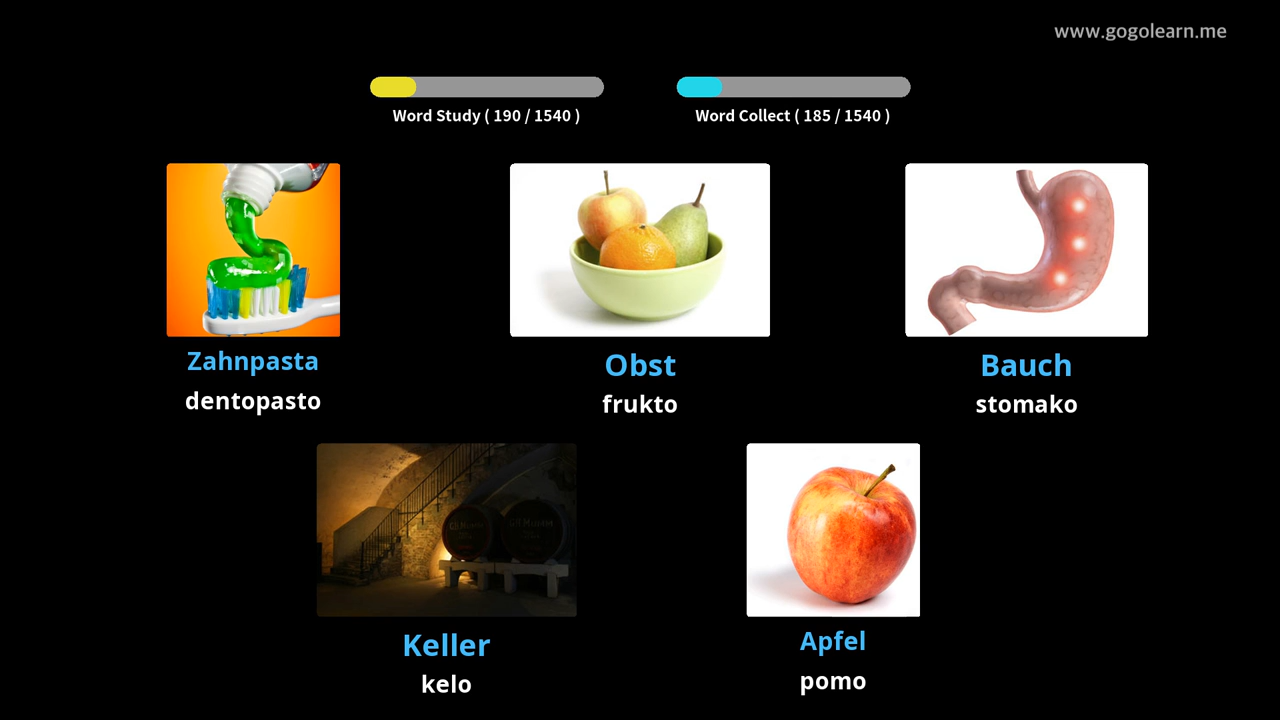 www.gogolearn.me
Word Study ( 190 / 1540 )
Word Collect ( 185 / 1540 )
Zahnpasta
dentopasto
Obst
frukto
Bauch
stomako
Keller
kelo
Apfel
pomo